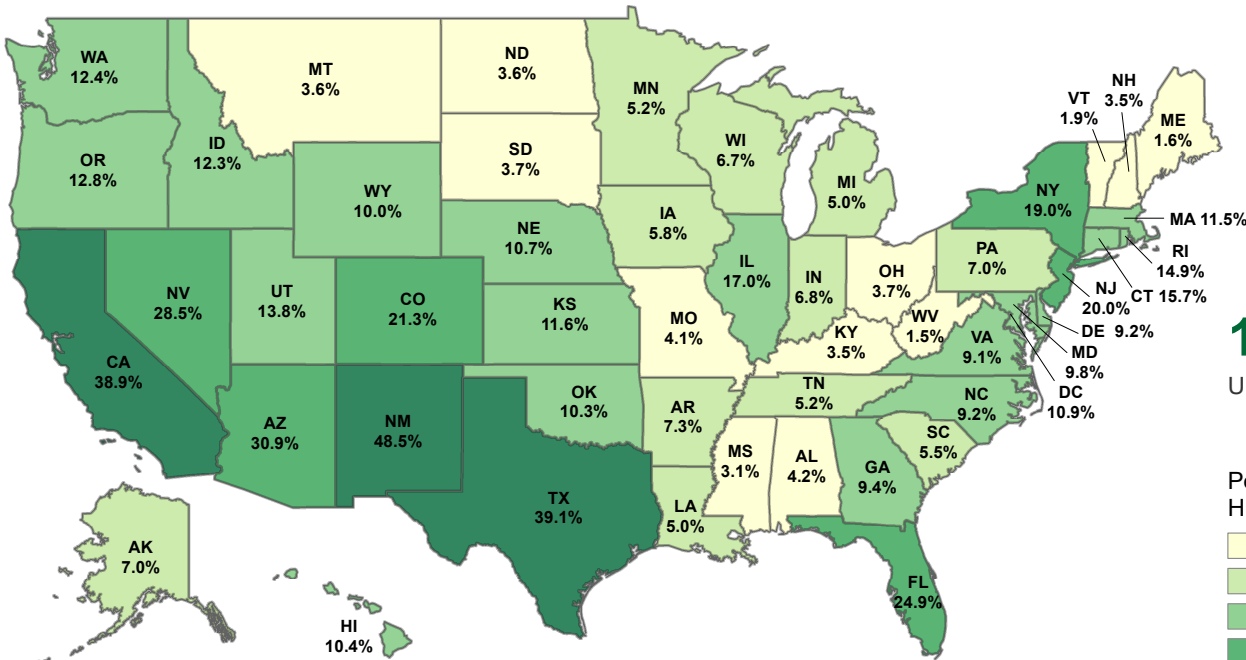 WA
12.4%
MT
3.6%
ND
3.6%
MN
5.2%
VT
1.9%
NH
3.5%
ME
1.6%
OR
12.8%
ID
12.3%
SD
3.7%
WI
6.7%
MI
5.0%
NY
19.0%
WY
10.0%
MA 11.5%
IA
5.8%
NE
10.7%
PA
7.0%
RI
14.9%
IL
17.0%
IN
6.8%
OH
3.7%
NJ
20.0%
CT 15.7%
NV
28.5%
UT
13.8%
CO
21.3%
KS
11.6%
MO
4.1%
KY
3.5%
WV
1.5%
VA
9.1%
DE 9.2%
MD
9.8%
DC
10.9%
CA
38.9%
AZ
30.9%
NM
48.5%
OK
10.3%
AR
7.3%
TN
5.2%
NC
9.2%
SC
5.5%
MS
3.1%
AL
4.2%
GA
9.4%
TX
39.1%
LA
5.0%
AK
7.0%
FL
24.9%
HI
10.4%
1
U
H